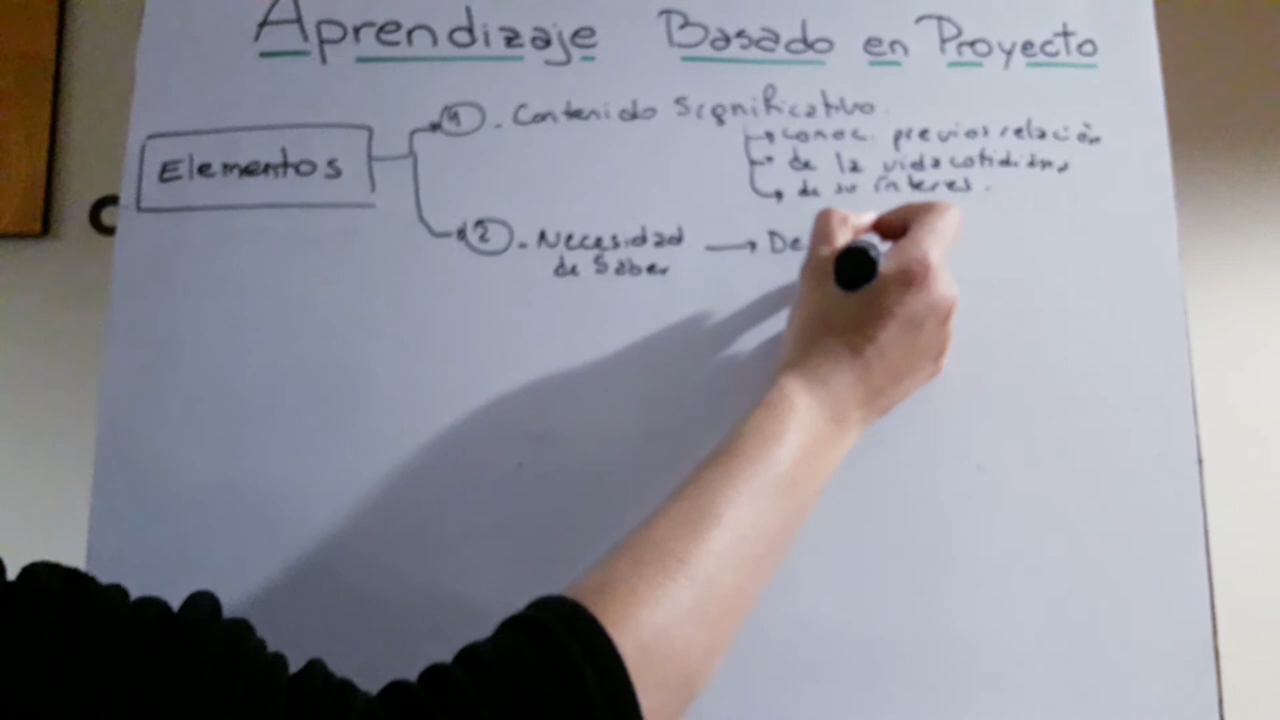 Aprendizaje Basado en Proyecto
Elementos
1. Contenido Significativo.
conoc. previos relación
de la vida cotidiana
de su interes.
2. Necesidad → De
de Saber